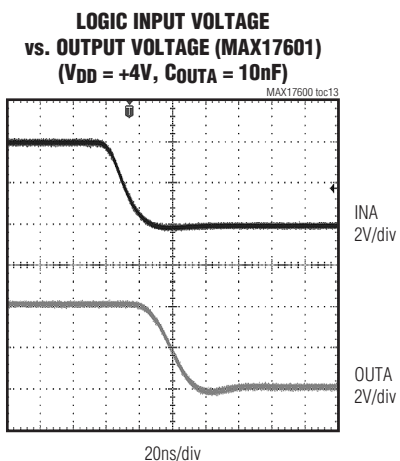 LOGIC INPUT VOLTAGE
vs. OUTPUT VOLTAGE (MAX17601)
(VDD = +4V, COUTA = 10nF)
MAX17600 toc13
T
INA
2V/div
OUTA
2V/div
20ns/div